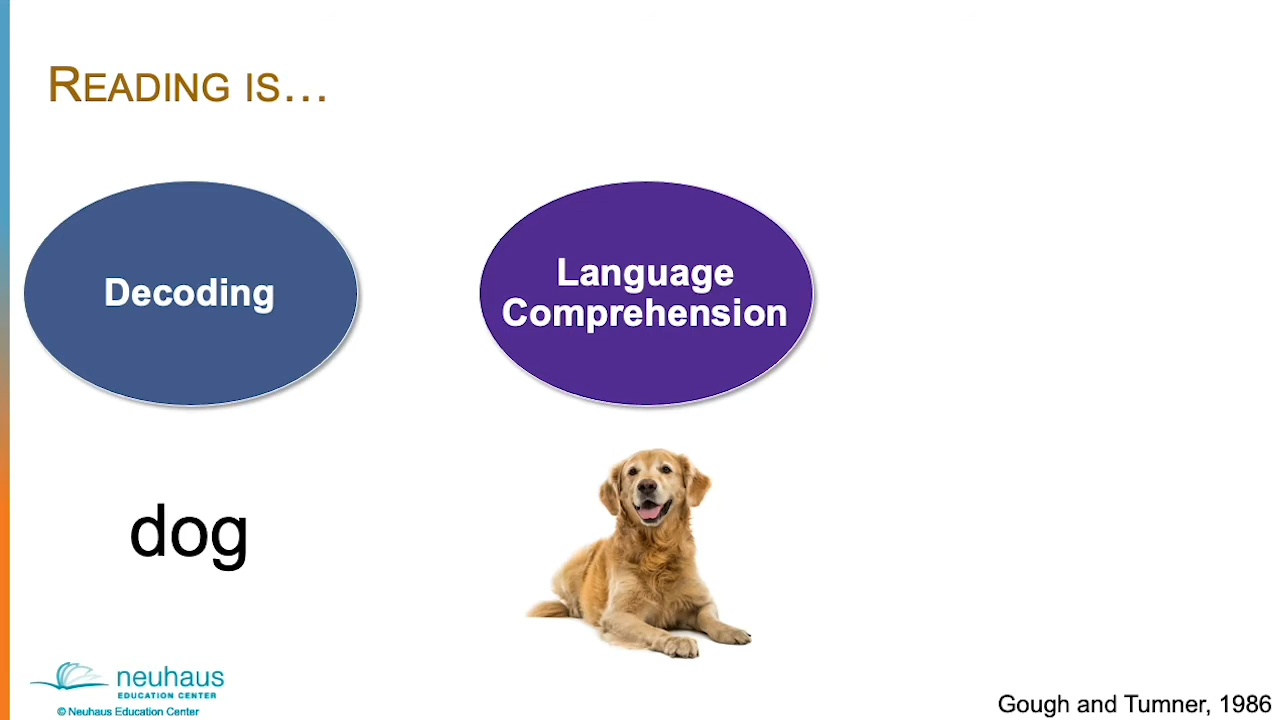 READING IS…
Decoding
Language
Comprehension
dog
neuhaus
EDUCATION CENTER
© Neuhaus Education Center
Gough and Tumner, 1986